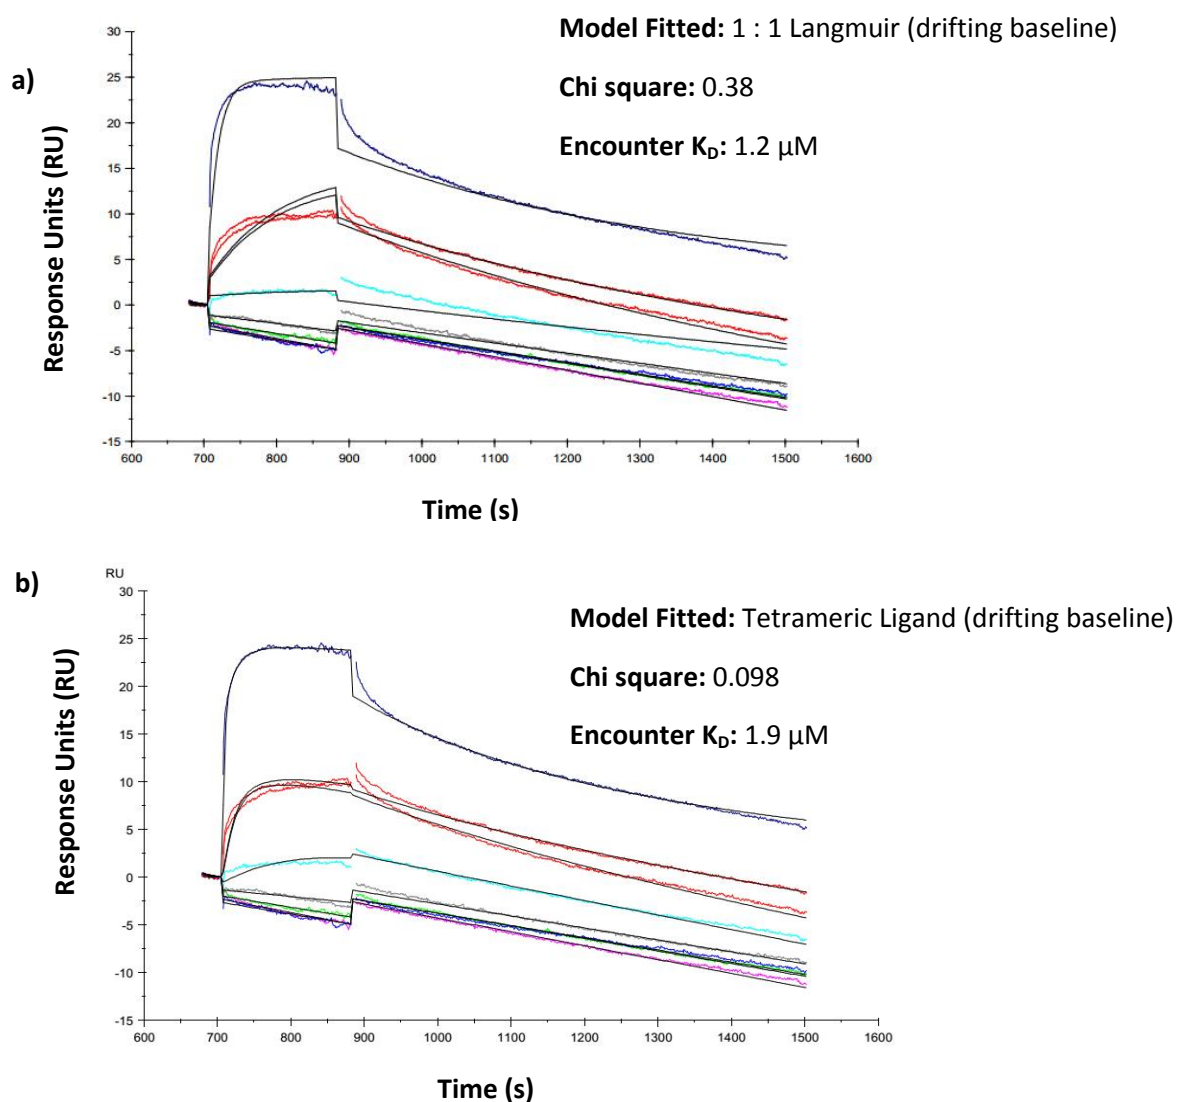 a)
Model Fitted: 1 : 1 Langmuir (drifting baseline)
Chi square: 0.38
Encounter KD: 1.2 µM
Response Units (RU)
30
25
20
15
10
5
0
-5
-10
-15
600 700 800 900 1000 1100 1200 1300 1400 1500 1600
Time (s)
b)
RU
Model Fitted: Tetrameric Ligand (drifting baseline)
Chi square: 0.098
Encounter KD: 1.9 µM
Response Units (RU)
30
25
20
15
10
5
0
-5
-10
-15
600 700 800 900 1000 1100 1200 1300 1400 1500 1600
Time (s)